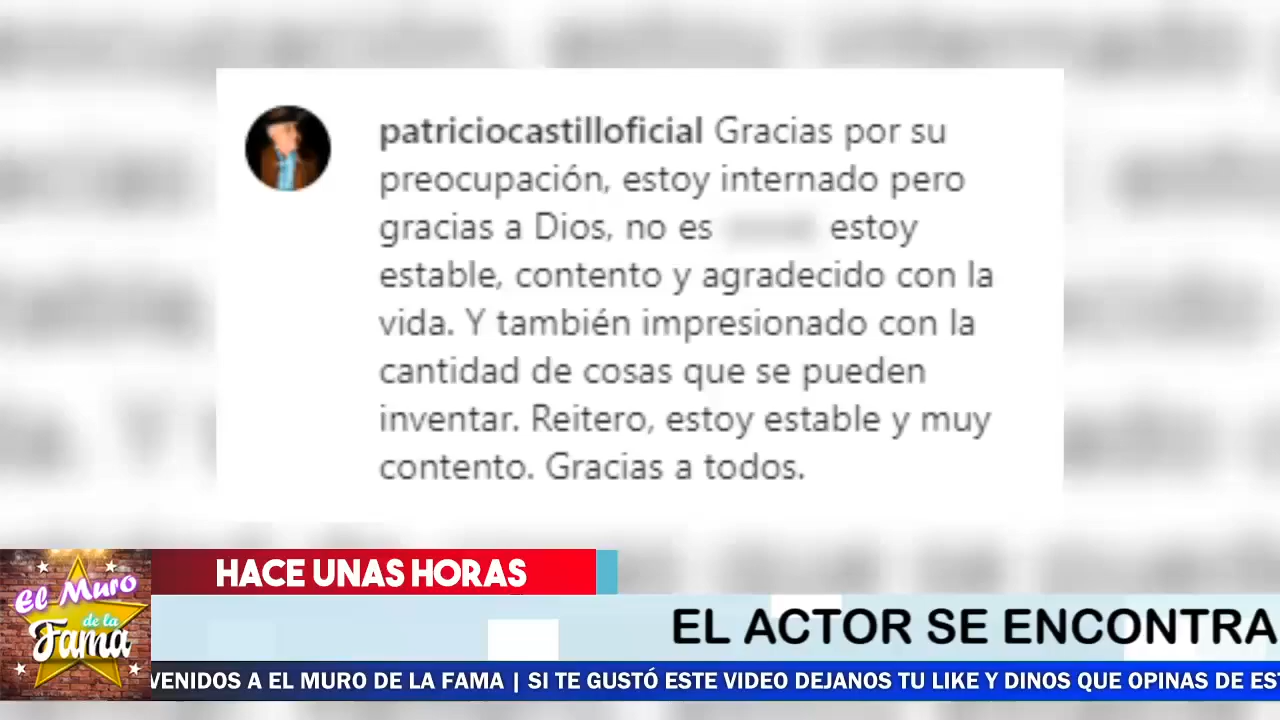 patriciocastilloficial Gracias por su
preocupación, estoy internado pero
gracias a Dios, no es estoy
estable, contento y agradecido con la
vida. Y también impresionado con la
cantidad de cosas que se pueden
inventar. Reitero, estoy estable y muy
contento. Gracias a todos.
HACE UNAS HORAS
El Muro
de la
Fama
EL ACTOR SE ENCONTRA
VENIDOS A EL MURO DE LA FAMA | SI TE GUSTÓ ESTE VIDEO DEJANOS TU LIKE Y DINOS QUE OPINAS DE EST